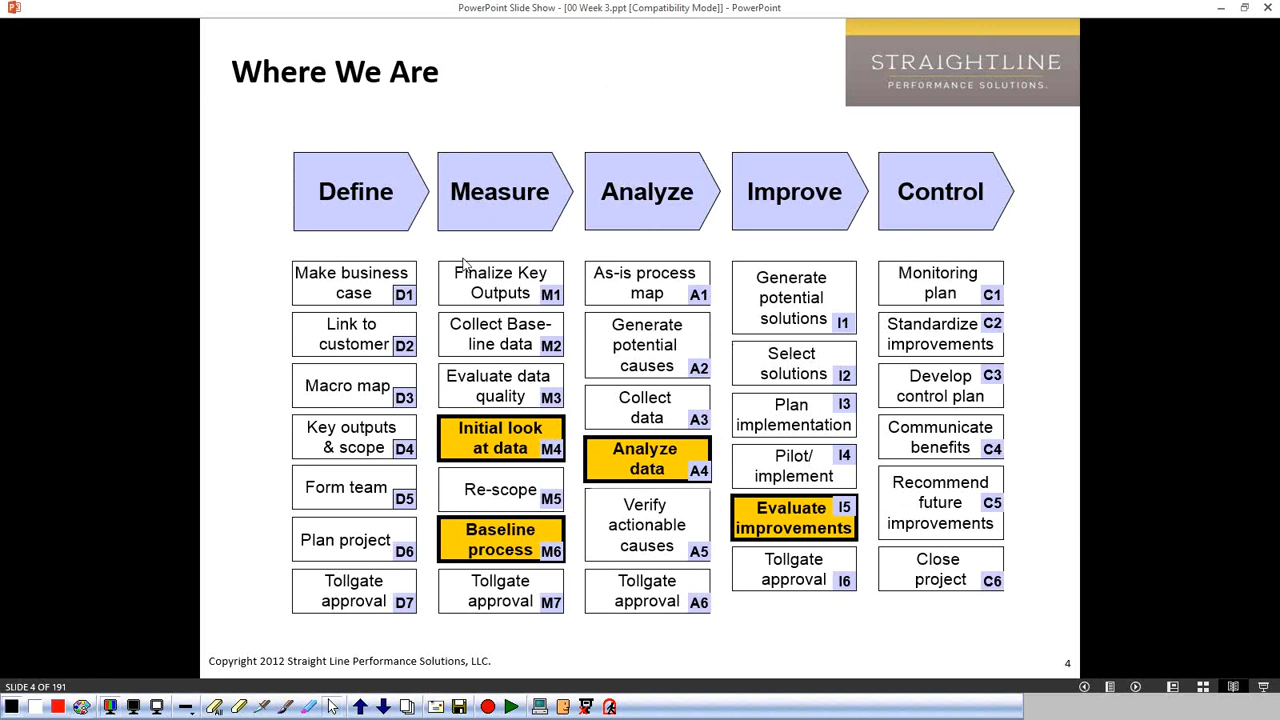 PowerPoint Slide Show - [00 Week 3.ppt [Compatibility Mode]] - PowerPoint
Where We Are
STRAIGHTLINE
PERFORMANCE SOLUTIONS.
Define
Measure
Analyze
Improve
Control
Make business
case D1
Link to
customer D2
Macro map D3
Key outputs
& scope D4
Form team D5
Plan project D6
Tollgate
approval D7
Finalize Key
Outputs M1
Collect Base-
line data M2
Evaluate data
quality M3
Initial look
at data M4
Re-scope M5
Baseline
process M6
Tollgate
approval M7
As-is process
map A1
Generate
potential
causes A2
Collect
data A3
Analyze
data A4
Verify
actionable
causes A5
Tollgate
approval A6
Generate
potential
solutions I1
Select
solutions I2
Plan I3
implementation
Pilot/ I4
implement
Evaluate I5
improvements
Tollgate
approval I6
Monitoring
plan C1
Standardize C2
improvements
Develop C3
control plan
Communicate
benefits C4
Recommend
future C5
improvements
Close
project C6
Copyright 2012 Straight Line Performance Solutions, LLC.
4
SLIDE 4 OF 191